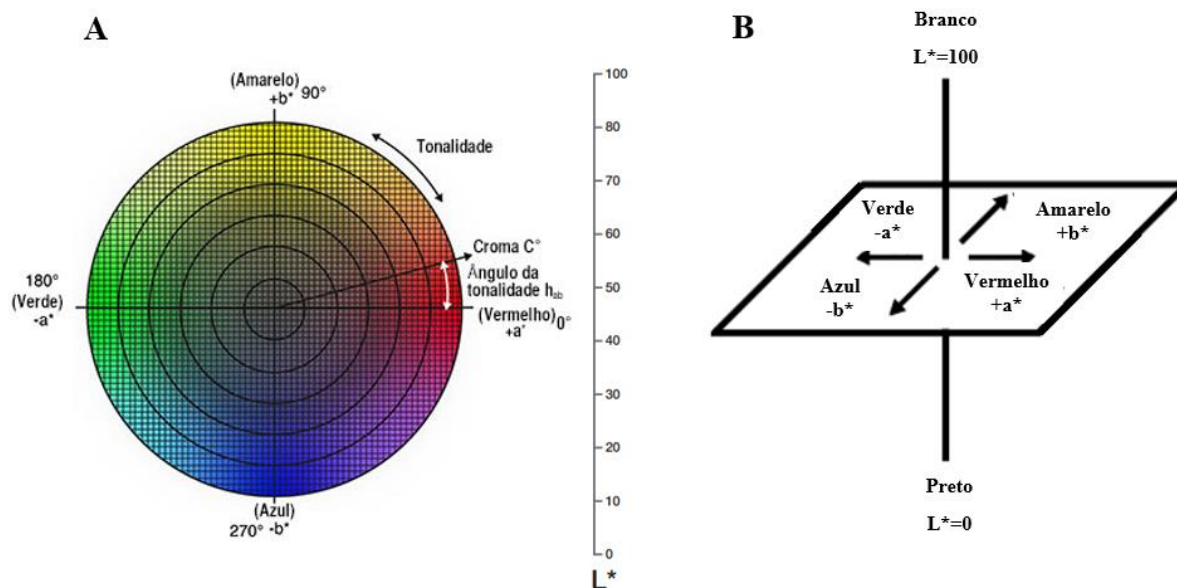 A
(Amarelo)
+b* 90°
Tonalidade
Croma C°
Ângulo da
tonalidade hab
(Vermelho) 0°
+a*
180°
(Verde)
-a*
(Azul)
270° -b*
100
80
70
60
50
40
30
20
10
0
L*
B
Branco
L*=100
Verde
-a*
Amarelo
+b*
Azul
-b*
Vermelho
+a*
Preto
L*=0